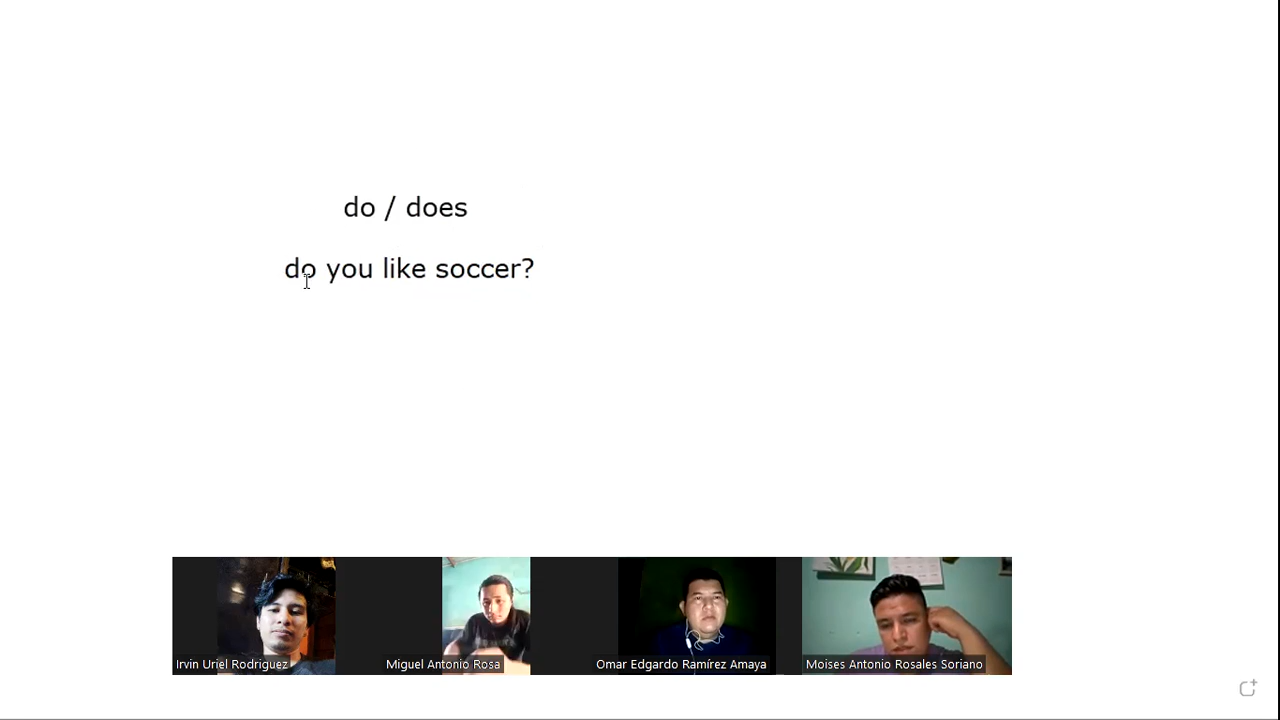 do / does
do you like soccer?
Irvin Uriel Rodríguez
Miguel Antonio Rosa
Omar Edgardo Ramírez Amaya
Moises Antonio Rosales Soriano